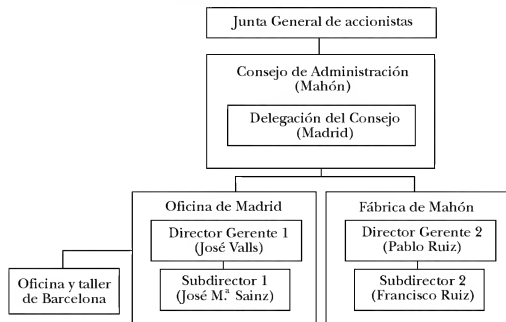 Junta General de accionistas
Consejo de Administración
(Mahón)
Delegación del Consejo
(Madrid)
Oficina de Madrid
Director Gerente 1
(José Valls)
Subdirector 1
(José M.ª Sainz)
Oficina y taller
de Barcelona
Fábrica de Mahón
Director Gerente 2
(Pablo Ruiz)
Subdirector 2
(Francisco Ruiz)